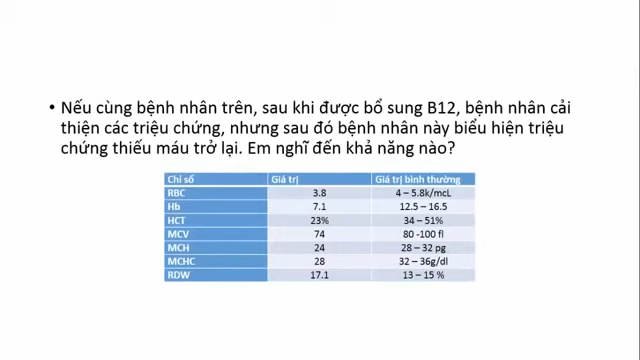 • Nếu cùng bệnh nhân trên, sau khi được bổ sung B12, bệnh nhân cải
thiện các triệu chứng, nhưng sau đó bệnh nhân này biểu hiện triệu
chứng thiếu máu trở lại. Em nghĩ đến khả năng nào?
Chỉ số Giá trị Giá trị bình thường
RBC 3.8 4 – 5.8k/mcL
Hb 7.1 12.5 – 16.5
HCT 23% 34 – 51%
MCV 74 80 -100 fl
MCH 24 28 – 32 pg
MCHC 28 32 – 36g/dl
RDW 17.1 13 – 15 %